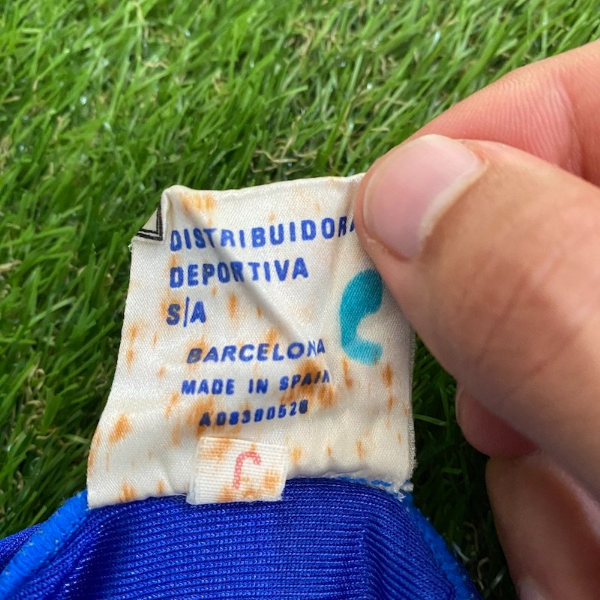 DISTRIBUIDORA
DEPORTIVA
S/A
BARCELONA
MADE IN SPAIN
A08390526